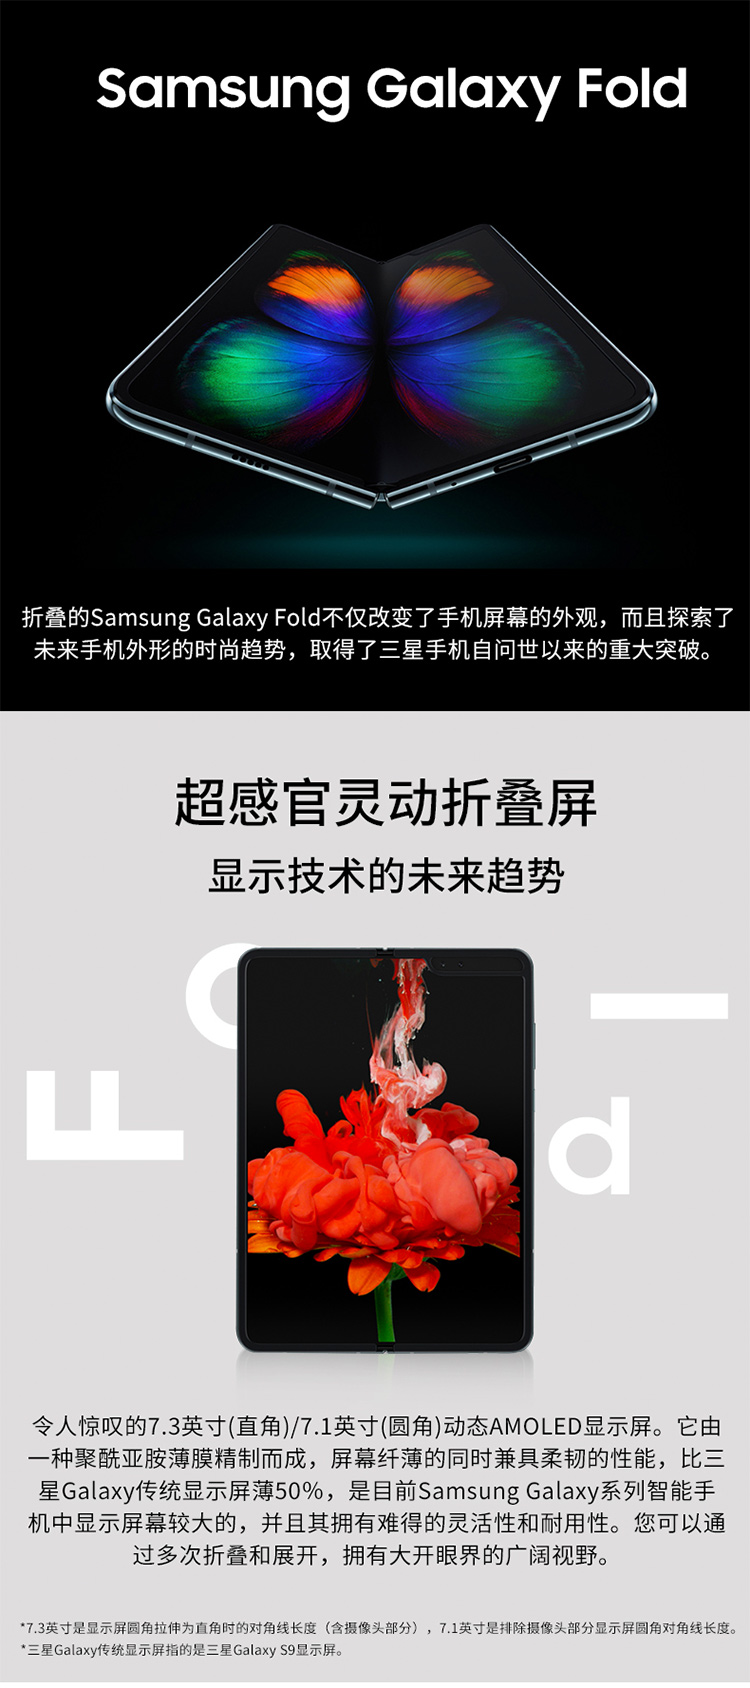 Samsung Galaxy Fold
折叠的Samsung Galaxy Fold不仅改变了手机屏幕的外观，而且探索了
未来手机外形的时尚趋势，取得了三星手机自问世以来的重大突破。
超感官灵动折叠屏
显示技术的未来趋势
F
o
l
d
令人惊叹的7.3英寸(直角)/7.1英寸(圆角)动态AMOLED显示屏。它由
一种聚酰亚胺薄膜精制而成，屏幕纤薄的同时兼具柔韧的性能，比三
星Galaxy传统显示屏薄50%，是目前Samsung Galaxy系列智能手
机中显示屏幕较大的，并且其拥有难得的灵活性和耐用性。您可以通
过多次折叠和展开，拥有大开眼界的广阔视野。
*7.3英寸是显示屏圆角拉伸为直角时的对角线长度（含摄像头部分），7.1英寸是排除摄像头部分显示屏圆角对角线长度。
*三星Galaxy传统显示屏指的是三星Galaxy S9显示屏。